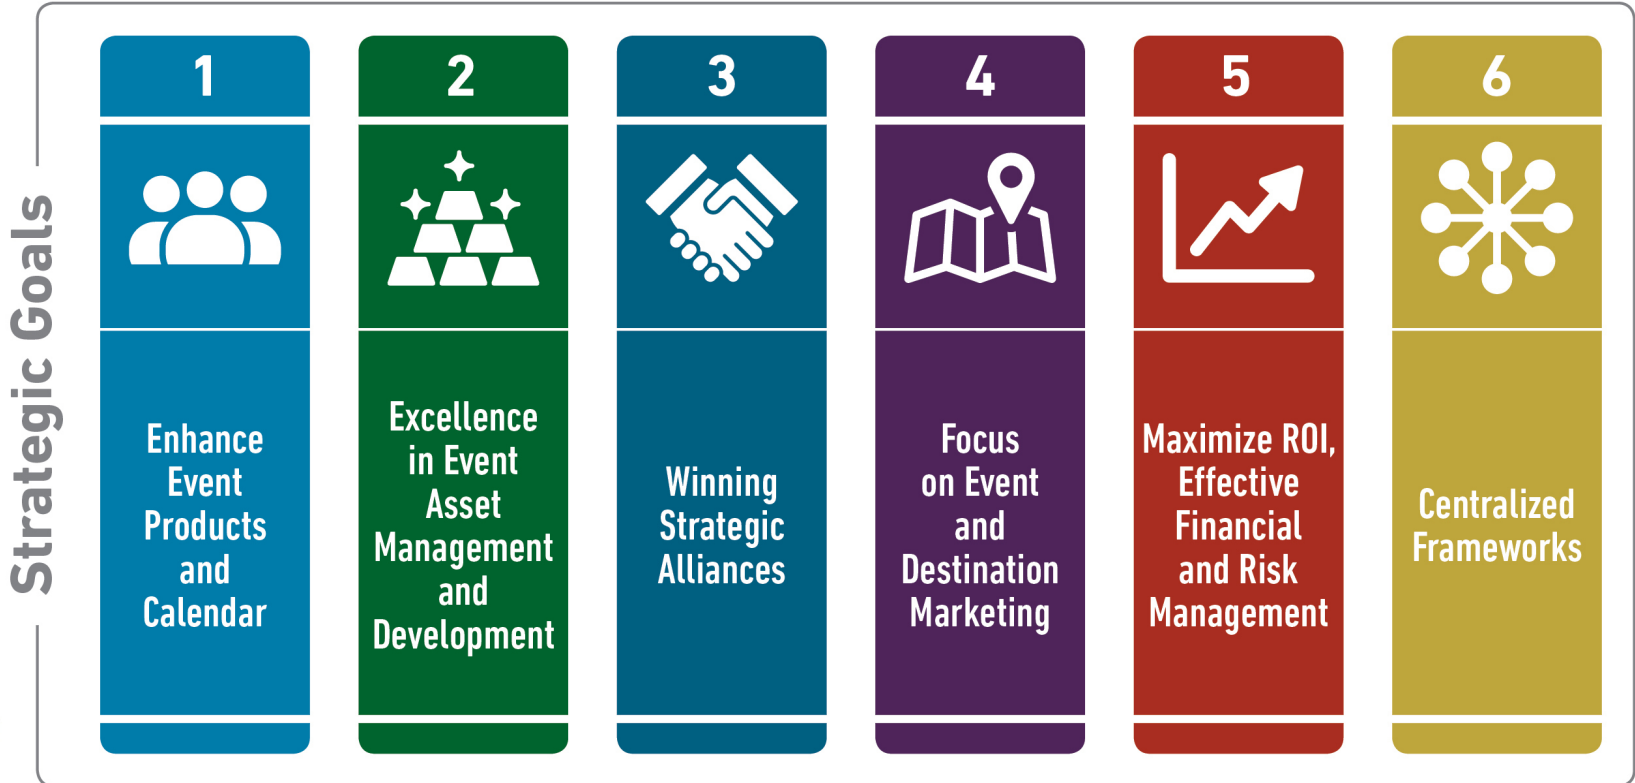 Strategic Goals
1
Enhance
Event
Products
and
Calendar
2
Excellence
in Event
Asset
Management
and
Development
3
Winning
Strategic
Alliances
4
Focus
on Event
and
Destination
Marketing
5
Maximize ROI,
Effective
Financial
and Risk
Management
6
Centralized
Frameworks